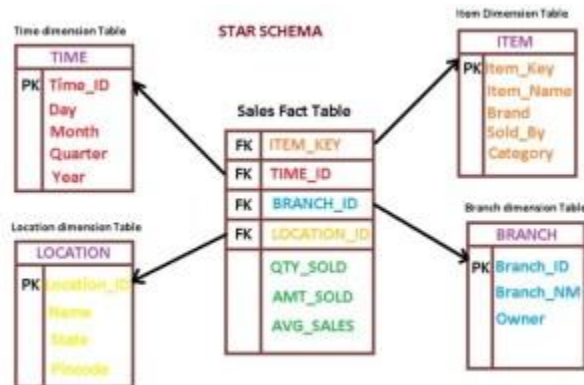 Time dimension Table
TIME
PK Time_ID
Day
Month
Quarter
Year
STAR SCHEMA
Item Dimension Table
ITEM
PK Item_Key
Item_Name
Brand
Sold_By
Category
Sales Fact Table
FK ITEM_KEY
FK TIME_ID
FK BRANCH_ID
FK LOCATION_ID
QTY_SOLD
AMT_SOLD
AVG_SALES
Location dimension Table
LOCATION
PK Location_ID
Name
State
Pincode
Branch dimension Table
BRANCH
PK Branch_ID
Branch_NM
Owner